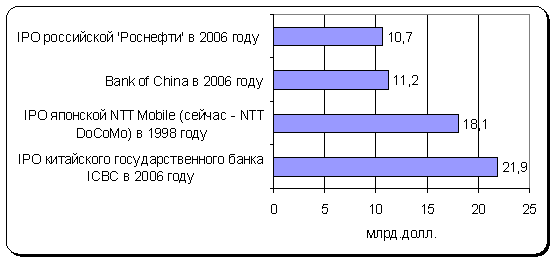 IPO российской 'Роснефти' в 2006 году
10,7
Bank of China в 2006 году
11,2
IPO японской NTT Mobile (сейчас - NTT
DoCoMo) в 1998 году
18,1
IPO китайского государственного банка
ICBC в 2006 году
21,9
0 5 10 15 20 25
млрд.долл.